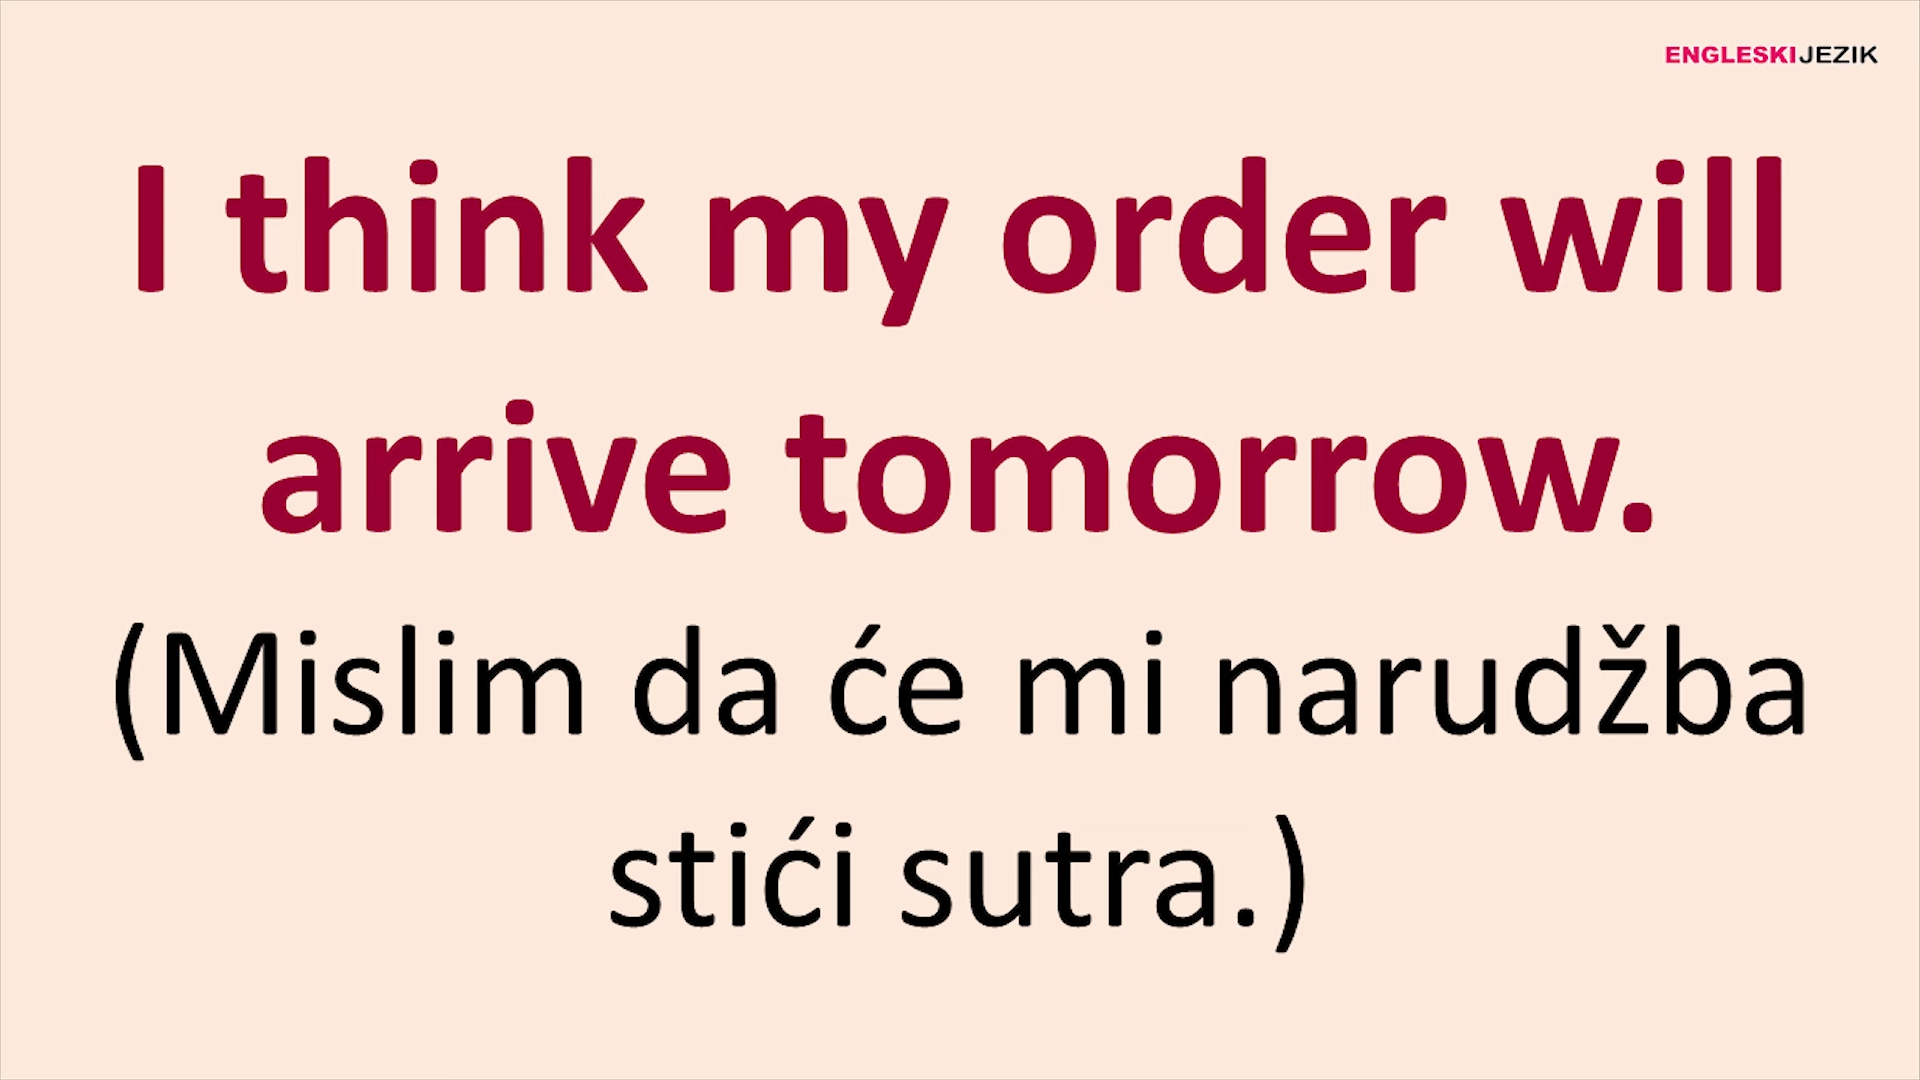 ENGLESKIJEZIK
I think my order will
arrive tomorrow.
(Mislim da će mi narudžba
stići sutra.)